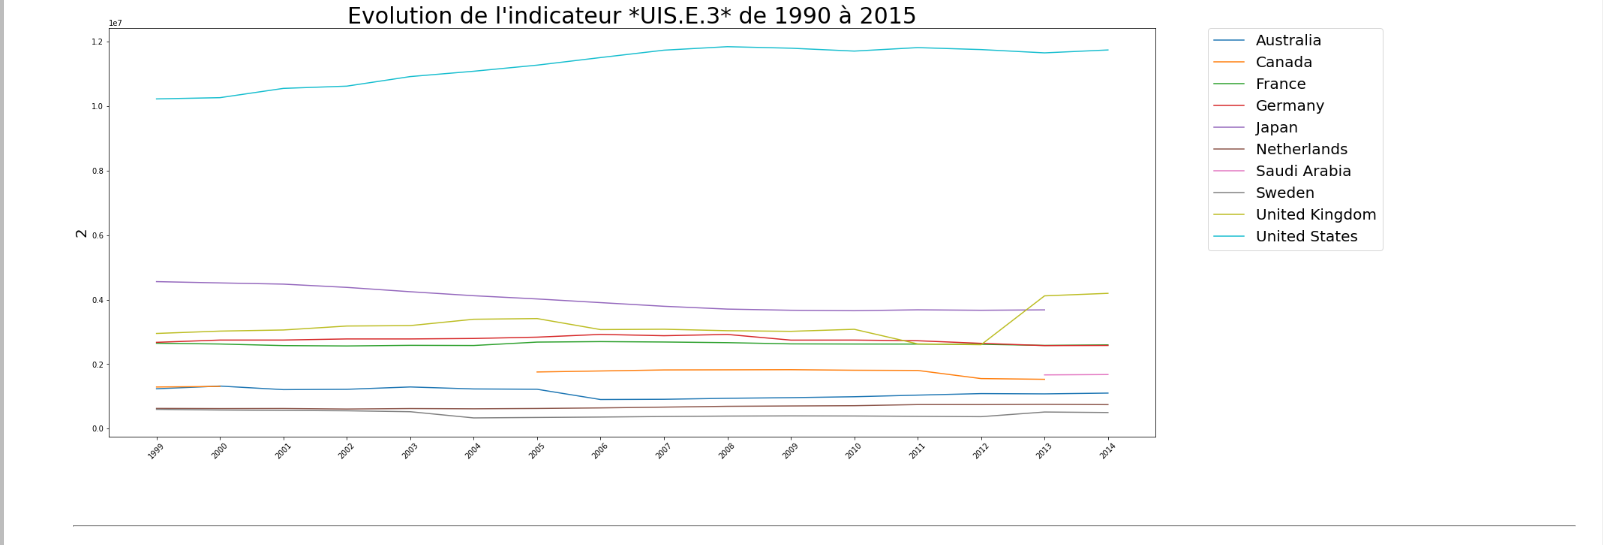 Evolution de l'indicateur *UIS.E.3* de 1990 à 2015
1e7
1.2
1.0
0.8
0.6
0.4
0.2
0.0
2
1999
2000
2001
2002
2003
2004
2005
2006
2007
2008
2009
2010
2011
2012
2013
2014
Australia
Canada
France
Germany
Japan
Netherlands
Saudi Arabia
Sweden
United Kingdom
United States